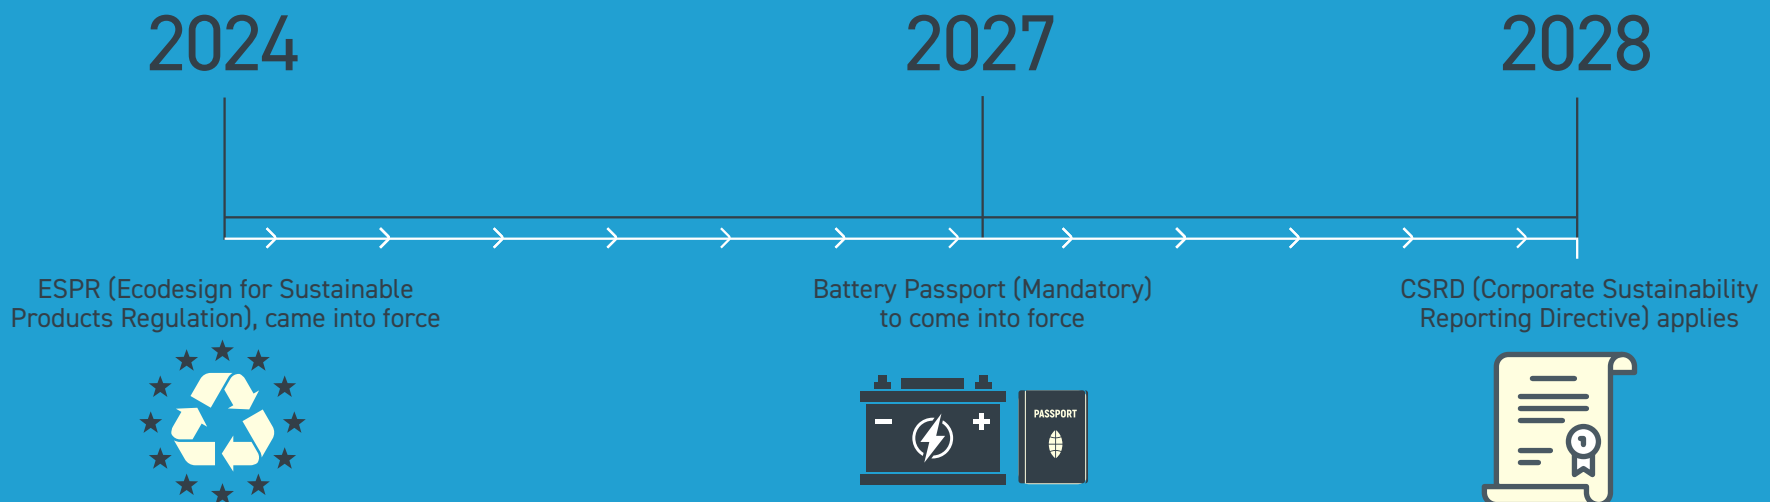 2024
2027
2028
ESPR (Ecodesign for Sustainable
Products Regulation), came into force
Battery Passport (Mandatory)
to come into force
CSRD (Corporate Sustainability
Reporting Directive) applies
PASSPORT
1